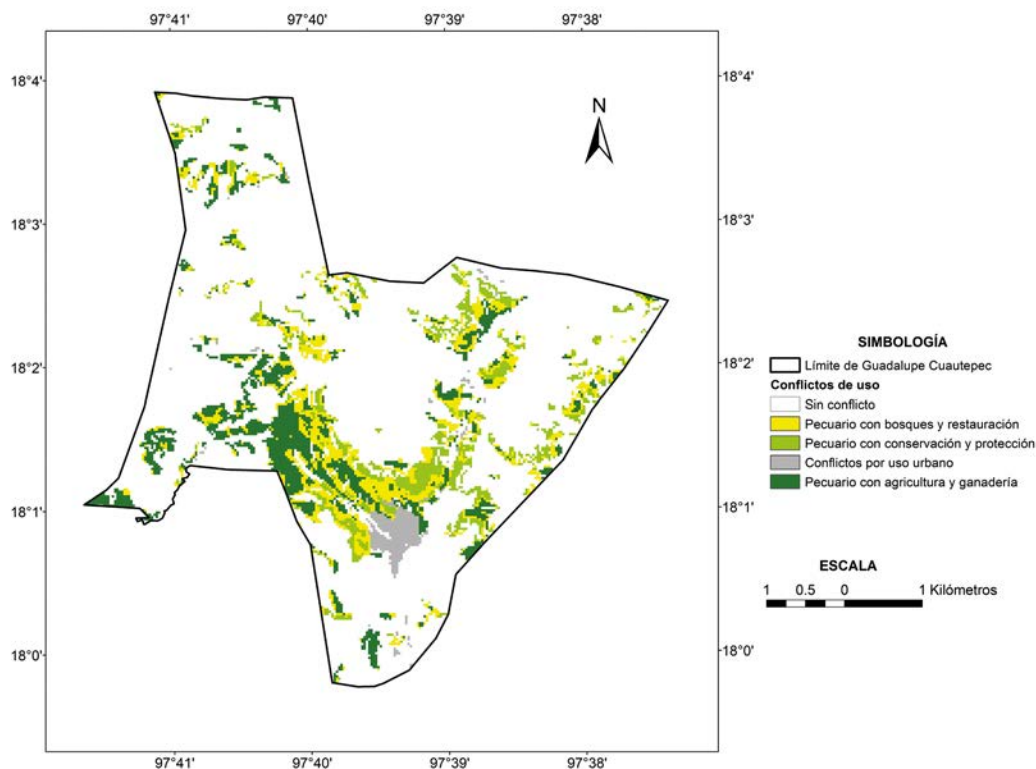 97°41' 97°40' 97°39' 97°38'
18°4' 18°4'
N
18°3' 18°3'
18°2' 18°2'
18°1' 18°1'
18°0' 18°0'
97°41' 97°40' 97°39' 97°38'
SIMBOLOGÍA
Límite de Guadalupe Cuautepec
Conflictos de uso
Sin conflicto
Pecuario con bosques y restauración
Pecuario con conservación y protección
Conflictos por uso urbano
Pecuario con agricultura y ganadería
ESCALA
1 0.5 0 1 Kilómetros